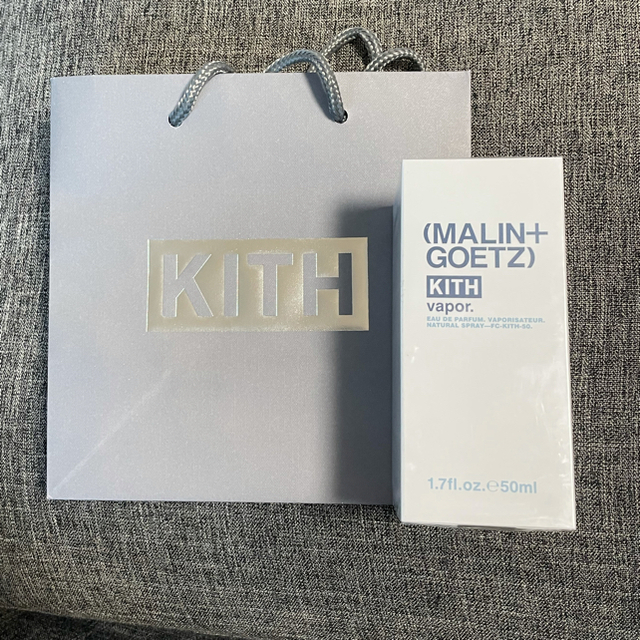 KITH
(MALIN+
GOETZ)
KITH
vapor.
EAU DE PARFUM. VAPORISATEUR.
NATURAL SPRAY—FC-KITH-50.
1.7fl.oz.℮50ml